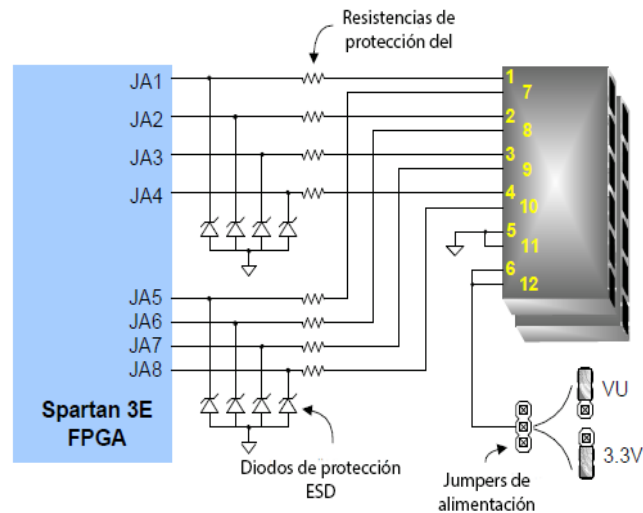 Resistencias de
protección del
JA1
JA2
JA3
JA4
JA5
JA6
JA7
JA8
Spartan 3E
FPGA
1
7
2
8
3
9
4
10
5
11
6
12
Diodos de protección
ESD
Jumpers de
alimentación
VU
3.3V